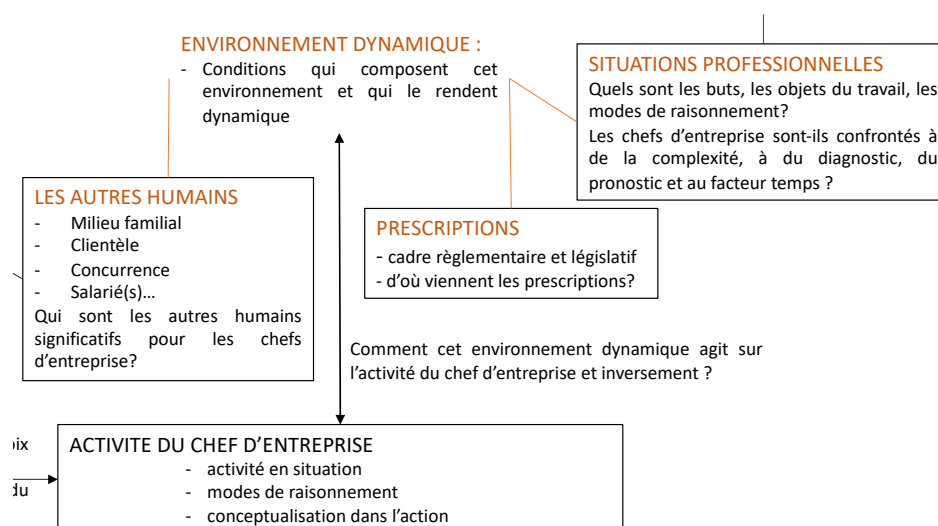 ENVIRONNEMENT DYNAMIQUE :
- Conditions qui composent cet
environnement et qui le rendent
dynamique
SITUATIONS PROFESSIONNELLES
Quels sont les buts, les objets du travail, les
modes de raisonnement?
Les chefs d'entreprise sont-ils confrontés à
de la complexité, à du diagnostic, du
pronostic et au facteur temps ?
LES AUTRES HUMAINS
- Milieu familial
- Clientèle
- Concurrence
- Salarié(s)...
Qui sont les autres humains
significatifs pour les chefs
d'entreprise?
PRESCRIPTIONS
- cadre règlementaire et législatif
- d'où viennent les prescriptions?
Comment cet environnement dynamique agit sur
l'activité du chef d'entreprise et inversement ?
ACTIVITE DU CHEF D'ENTREPRISE
- activité en situation
- modes de raisonnement
- conceptualisation dans l'action
du